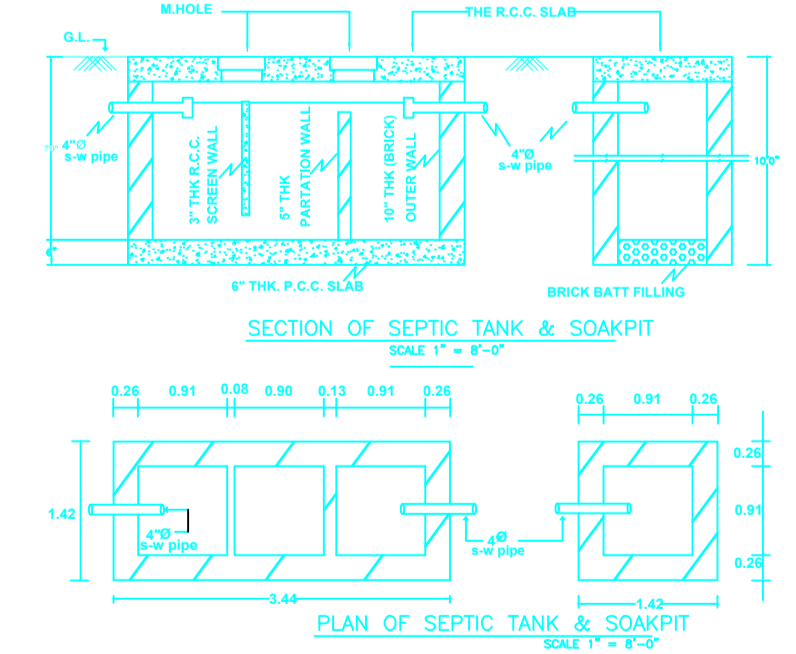 M.HOLE
THE R.C.C. SLAB
G.L.
4"Ø
s-w pipe
3" THK R.C.C.
SCREEN WALL
5" THK
PARTATION WALL
10" THK (BRICK)
OUTER WALL
4"Ø
s-w pipe
10'0"
6"
6" THK. P.C.C. SLAB
BRICK BATT FILLING
SECTION OF SEPTIC TANK & SOAKPIT
SCALE 1" = 8'-0"
0.26 0.91 0.08 0.90 0.13 0.91 0.26
0.26 0.91 0.26
0.26
1.42
0.91
4"Ø
s-w pipe
4"Ø
s-w pipe
0.26
3.44
1.42
PLAN OF SEPTIC TANK & SOAKPIT
SCALE 1" = 8'-0"